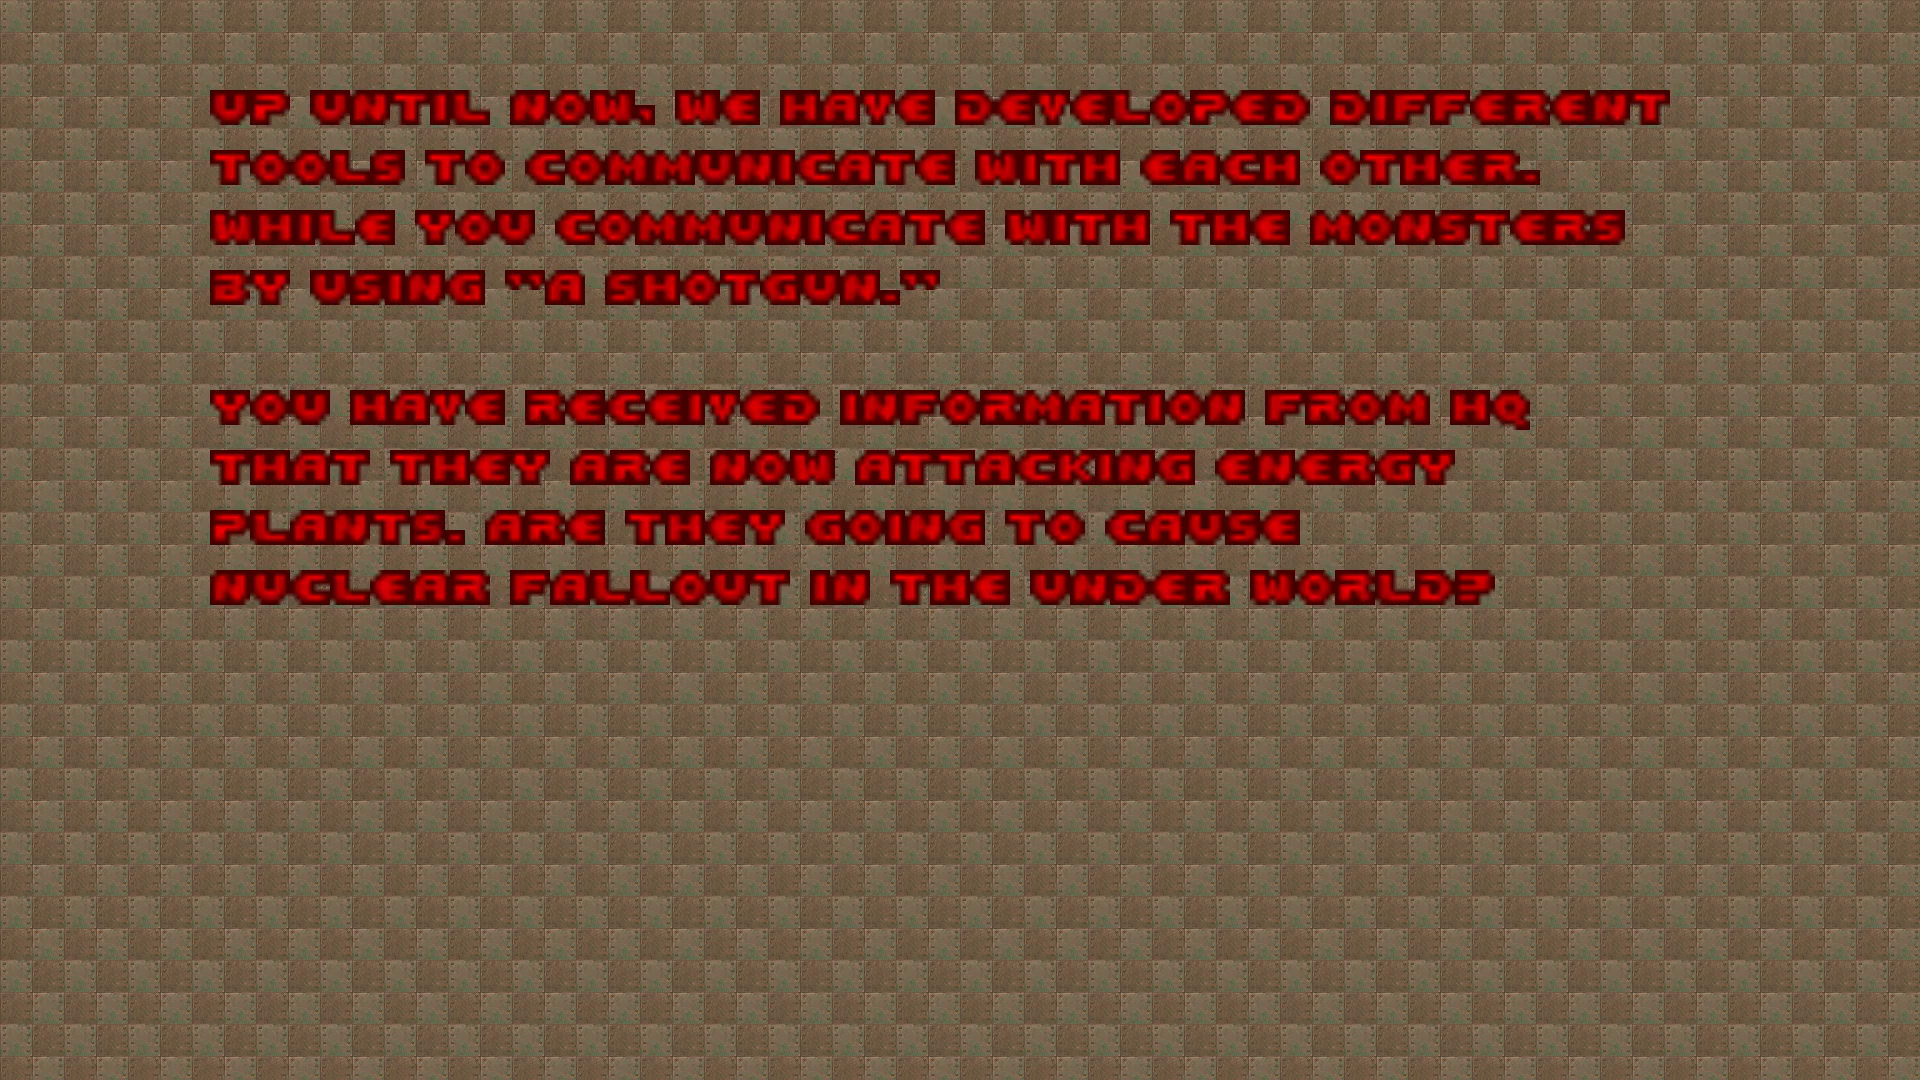 UP UNTIL NOW, WE HAVE DEVELOPED DIFFERENT
TOOLS TO COMMUNICATE WITH EACH OTHER.
WHILE YOU COMMUNICATE WITH THE MONSTERS
BY USING "A SHOTGUN."
YOU HAVE RECEIVED INFORMATION FROM HQ
THAT THEY ARE NOW ATTACKING ENERGY
PLANTS. ARE THEY GOING TO CAUSE
NUCLEAR FALLOUT IN THE UNDER WORLD?